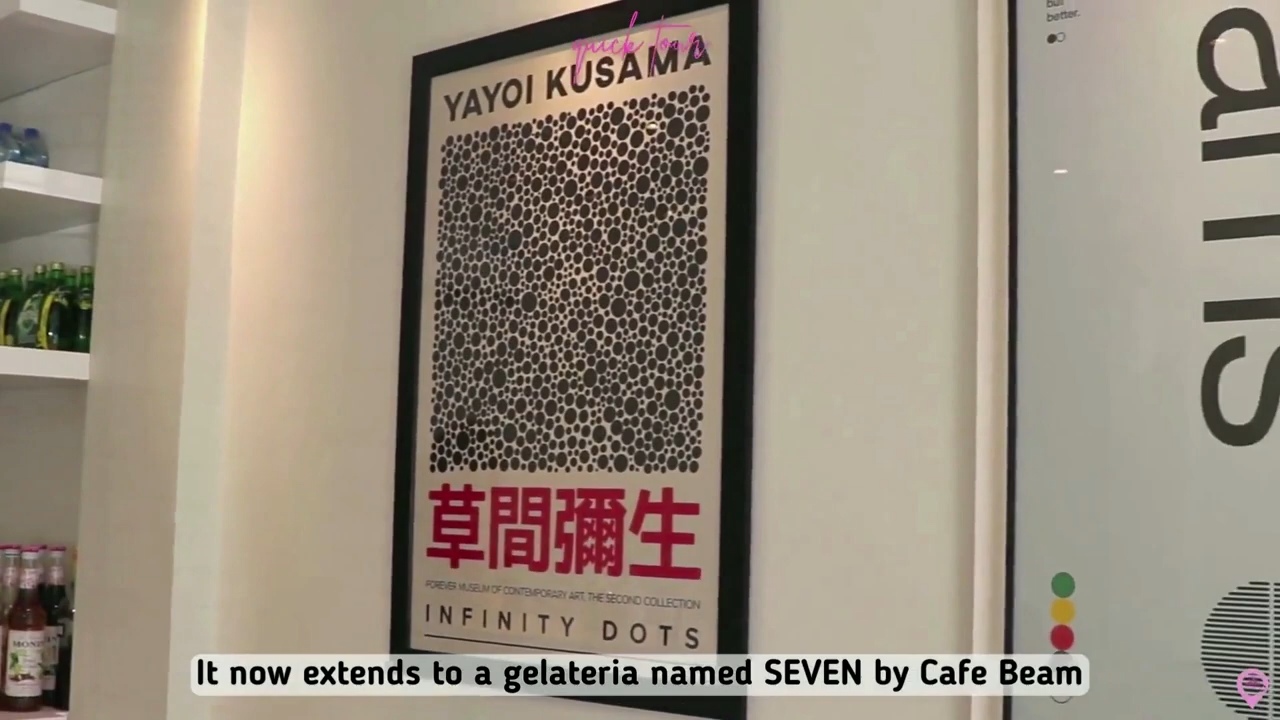 quick tour
YAYOI KUSAMA
草間彌生
FOREVER MUSEUM OF CONTEMPORARY ART, THE SECOND COLLECTION
INFINITY DOTS
better.
It now extends to a gelateria named SEVEN by Cafe Beam